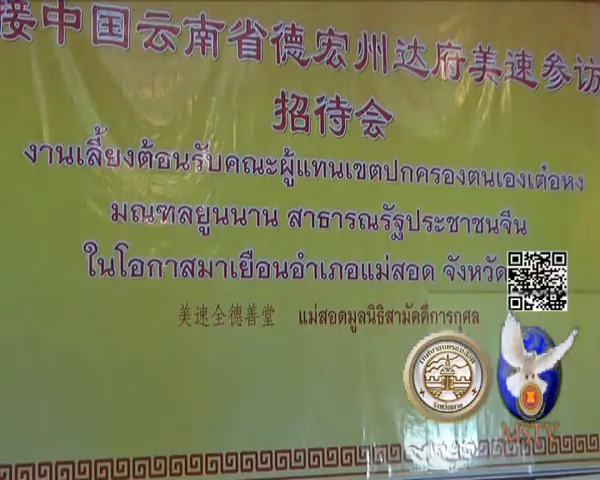 接中国云南省德宏州达府美速参访
招待会
งานเลี้ยงต้อนรับคณะผู้แทนเขตปกครองตนเองเต๋อหง
มณฑลยูนนาน สาธารณรัฐประชาชนจีน
ในโอกาสมาเยือนอำเภอแม่สอด จังหวัด
美速全德善堂 แม่สอดมูลนิธิสามัคคีการกุศล
MSTV